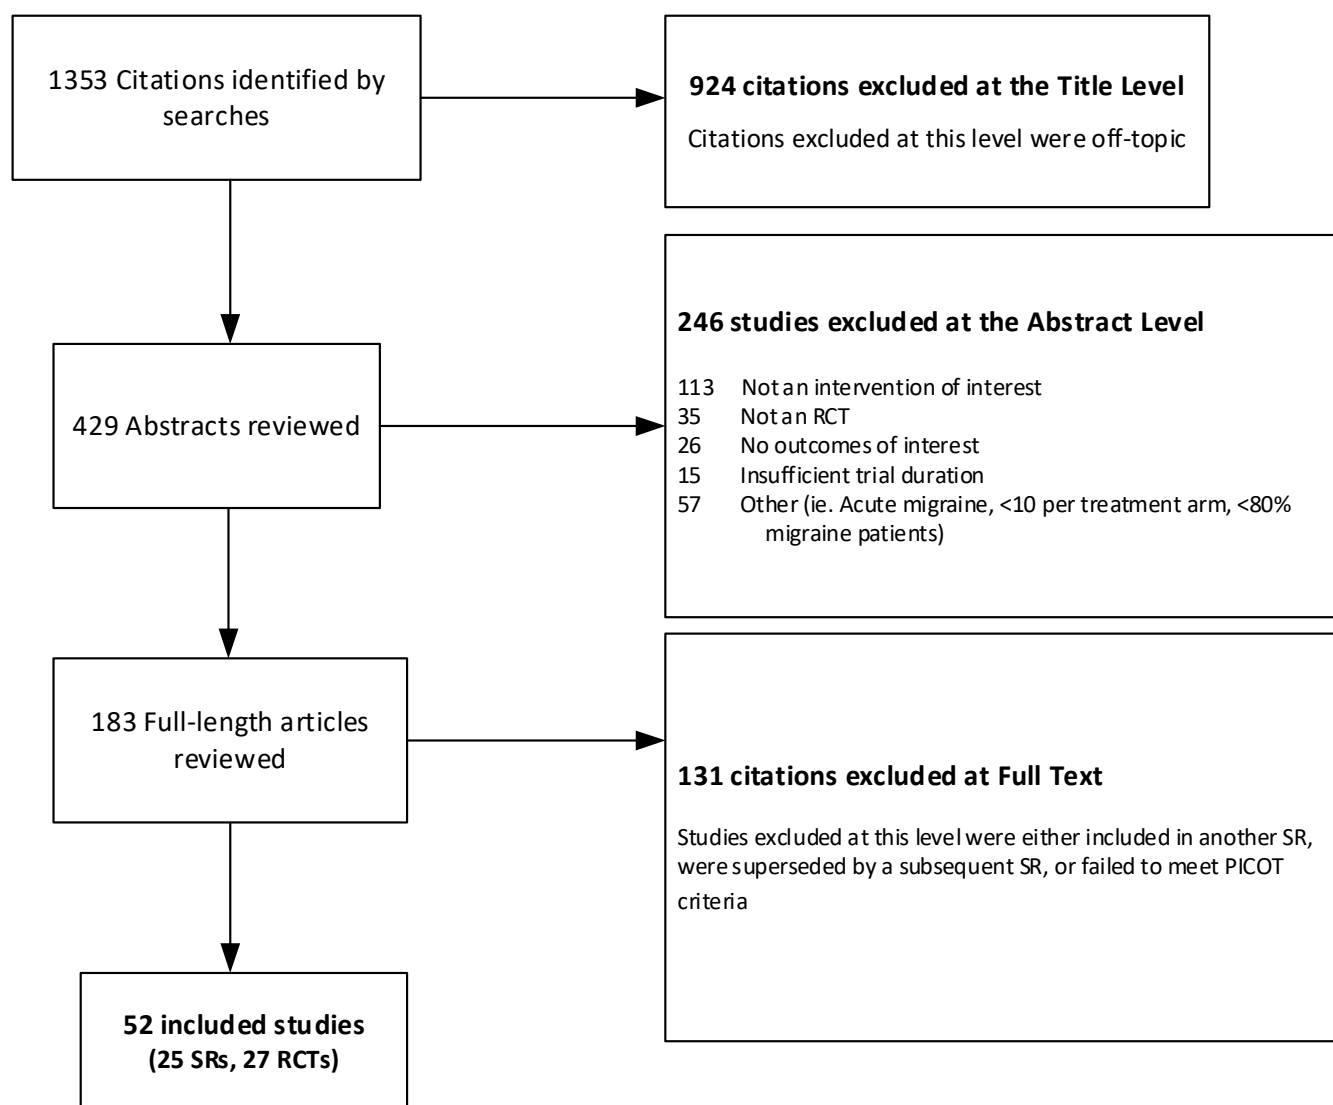 1353 Citations identified by
searches
924 citations excluded at the Title Level
Citations excluded at this level were off-topic
429 Abstracts reviewed
246 studies excluded at the Abstract Level
113 Not an intervention of interest
35 Not an RCT
26 No outcomes of interest
15 Insufficient trial duration
57 Other (ie. Acute migraine, <10 per treatment arm, <80%
migraine patients)
183 Full-length articles
reviewed
131 citations excluded at Full Text
Studies excluded at this level were either included in another SR,
were superseded by a subsequent SR, or failed to meet PICOT
criteria
52 included studies
(25 SRs, 27 RCTs)